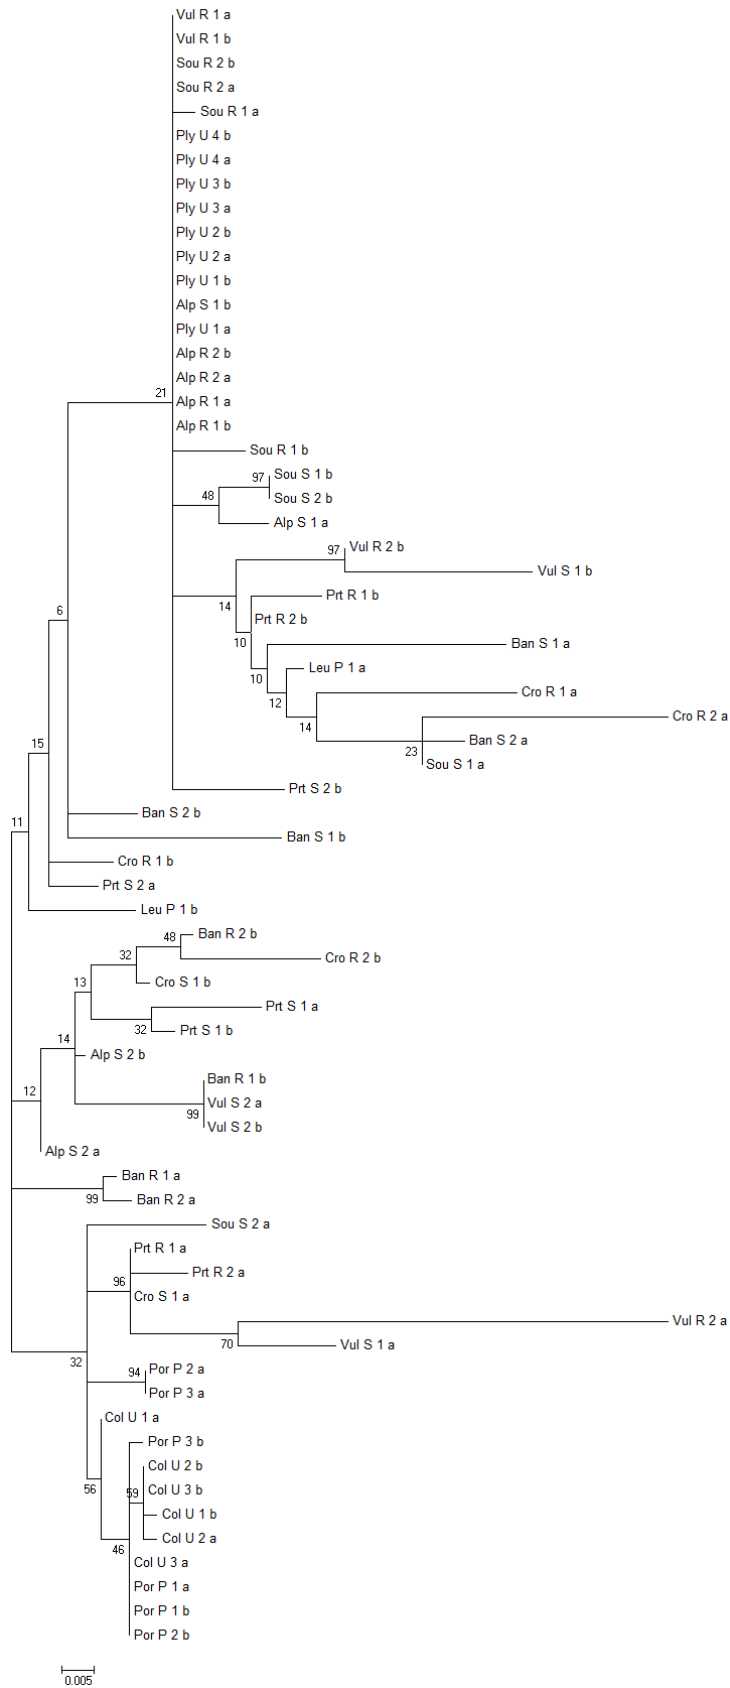 Vul R 1 a
Vul R 1 b
Sou R 2 b
Sou R 2 a
Sou R 1 a
Ply U 4 b
Ply U 4 a
Ply U 3 b
Ply U 3 a
Ply U 2 b
Ply U 2 a
Ply U 1 b
Alp S 1 b
Ply U 1 a
Alp R 2 b
Alp R 2 a
21
Alp R 1 a
Alp R 1 b
Sou R 1 b
97
Sou S 1 b
48
Sou S 2 b
Alp S 1 a
97
Vul R 2 b
Vul S 1 b
Prt R 1 b
14
6
Prt R 2 b
10
Ban S 1 a
10
Leu P 1 a
12
Cro R 1 a
14
Cro R 2 a
Ban S 2 a
15
23
Sou S 1 a
Prt S 2 b
Ban S 2 b
11
Ban S 1 b
Cro R 1 b
Prt S 2 a
Leu P 1 b
48
Ban R 2 b
32
Cro R 2 b
13
Cro S 1 b
Prt S 1 a
32
Prt S 1 b
14
Alp S 2 b
Ban R 1 b
12
Vul S 2 a
99
Vul S 2 b
Alp S 2 a
Ban R 1 a
99
Ban R 2 a
Sou S 2 a
Prt R 1 a
Prt R 2 a
96
Cro S 1 a
Vul R 2 a
70
Vul S 1 a
32
94
Por P 2 a
Por P 3 a
Col U 1 a
Por P 3 b
Col U 2 b
56
59
Col U 3 b
Col U 1 b
Col U 2 a
46
Col U 3 a
Por P 1 a
Por P 1 b
Por P 2 b
0.005